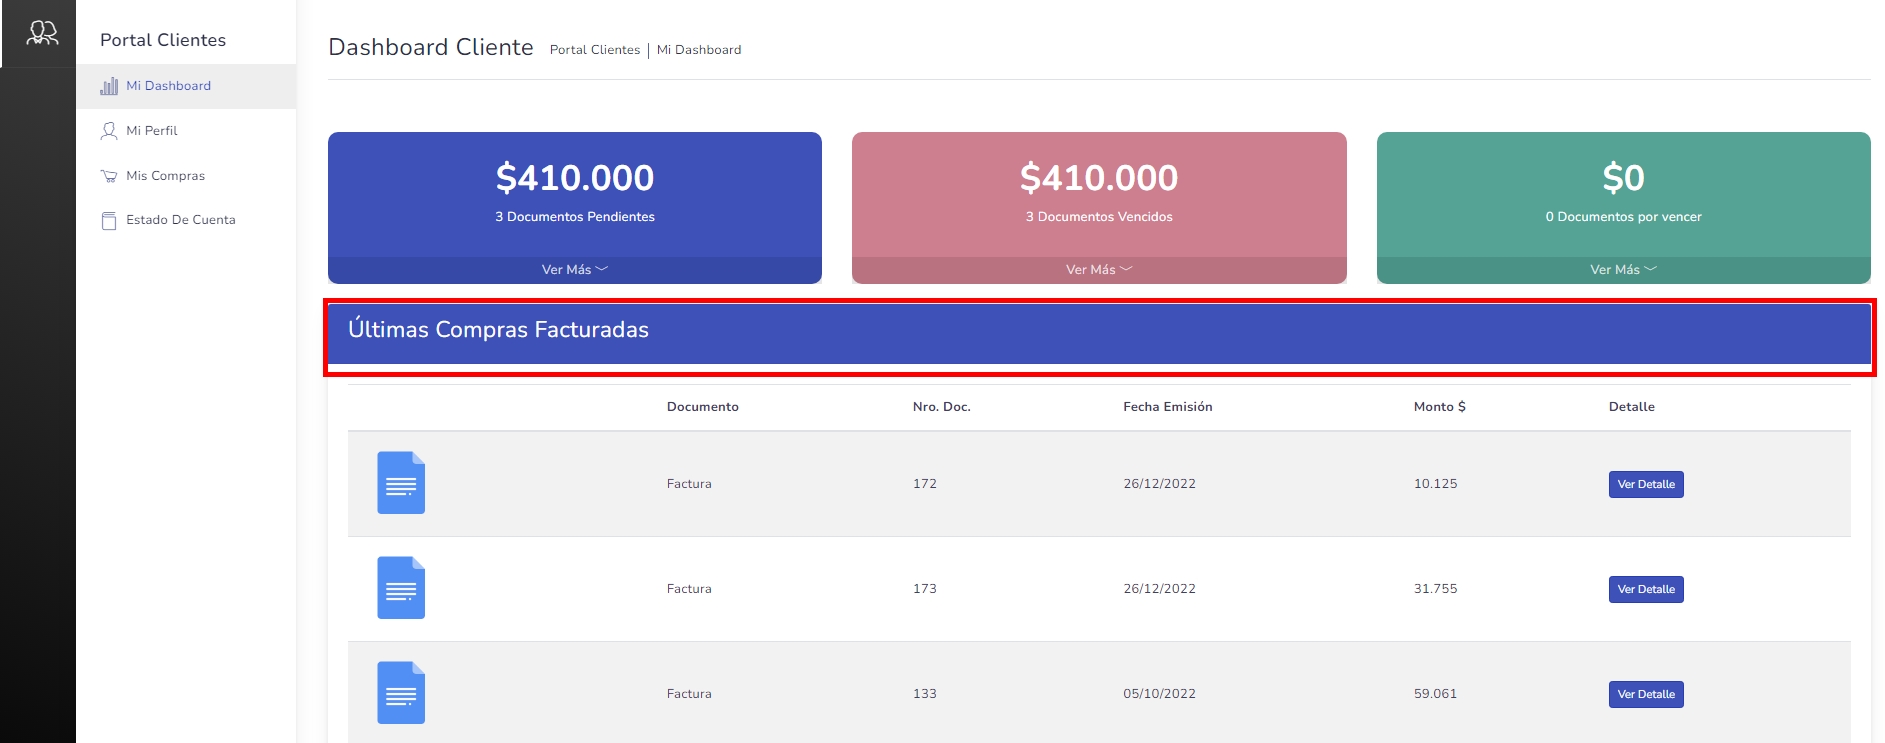 Portal Clientes
Mi Dashboard
Mi Perfil
Mis Compras
Estado De Cuenta
Dashboard Cliente Portal Clientes | Mi Dashboard
$410.000
3 Documentos Pendientes
Ver Más
$410.000
3 Documentos Vencidos
Ver Más
$0
0 Documentos por vencer
Ver Más
Últimas Compras Facturadas
Documento Nro. Doc. Fecha Emisión Monto $ Detalle
Factura 172 26/12/2022 10.125 Ver Detalle
Factura 173 26/12/2022 31.755 Ver Detalle
Factura 133 05/10/2022 59.061 Ver Detalle